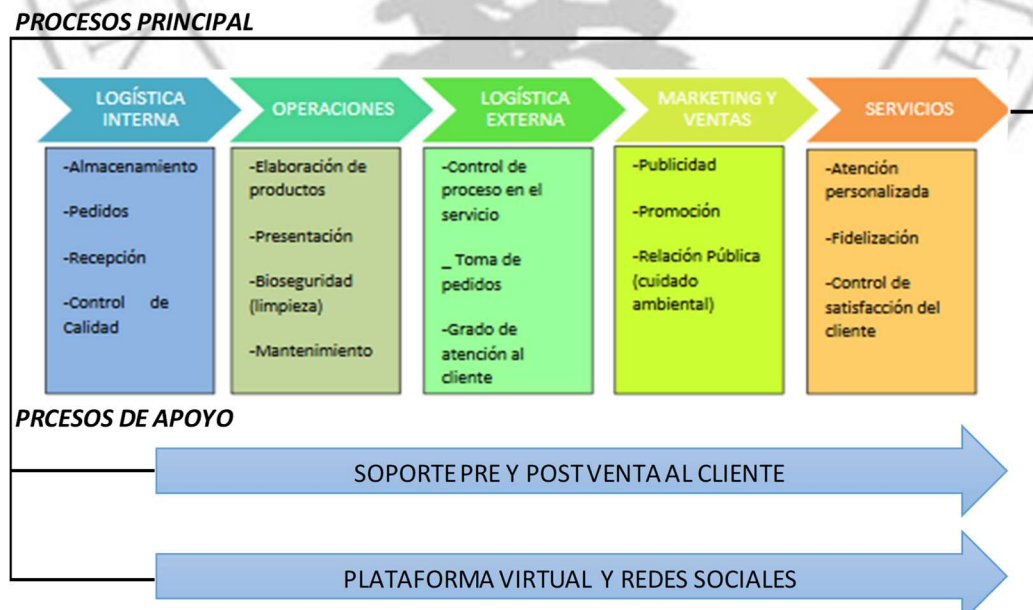 PROCESOS PRINCIPAL
LOGÍSTICA
INTERNA
OPERACIONES
LOGÍSTICA
EXTERNA
MARKETING Y
VENTAS
SERVICIOS
-Almacenamiento
-Pedidos
-Recepción
-Control de
Calidad
-Elaboración de
productos
-Presentación
-Bioseguridad
(limpieza)
-Mantenimiento
-Control de
proceso en el
servicio
_ Toma de
pedidos
-Grado de
atención al
cliente
-Publicidad
-Promoción
-Relación Pública
(cuidado
ambiental)
-Atención
personalizada
-Fidelización
-Control de
satisfacción del
cliente
PRCESOS DE APOYO
SOPORTE PRE Y POST VENTA AL CLIENTE
PLATAFORMA VIRTUAL Y REDES SOCIALES